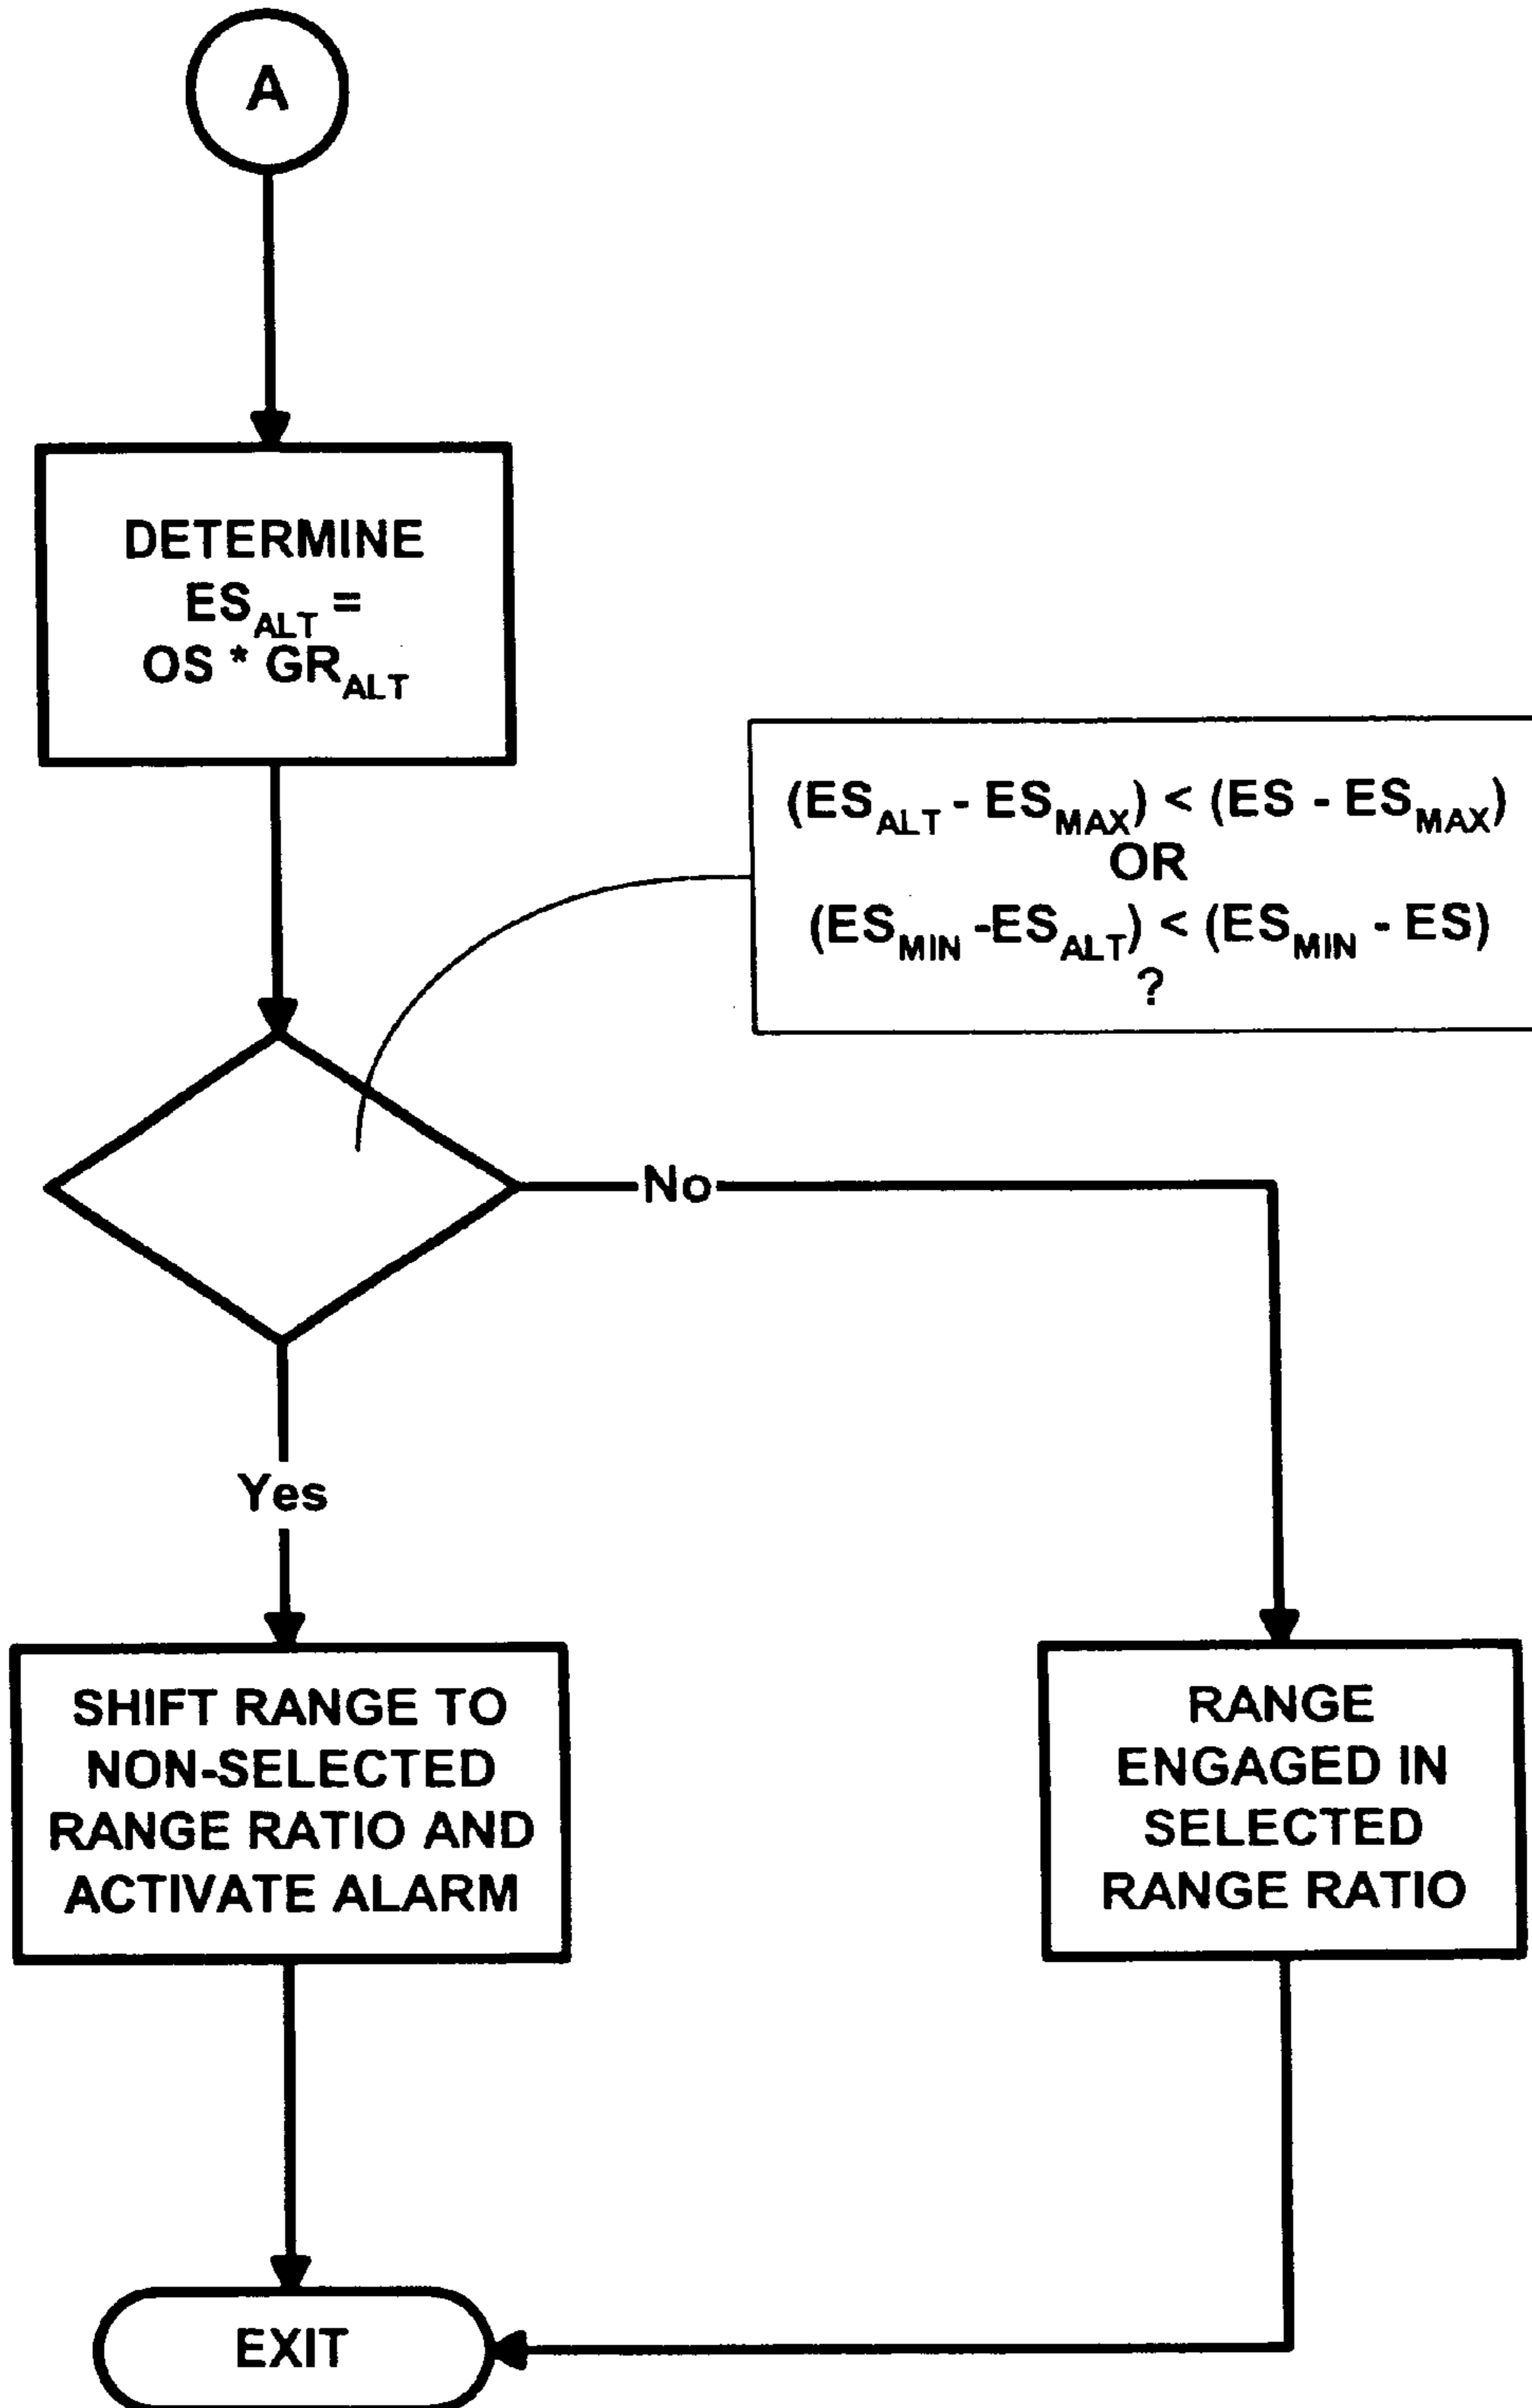 A
DETERMINE
ES_ALT =
OS * GR_ALT
(ES_ALT - ES_MAX) < (ES - ES_MAX)
OR
(ES_MIN -ES_ALT) < (ES_MIN - ES)
?
No
Yes
SHIFT RANGE TO
NON-SELECTED
RANGE RATIO AND
ACTIVATE ALARM
RANGE
ENGAGED IN
SELECTED
RANGE RATIO
EXIT